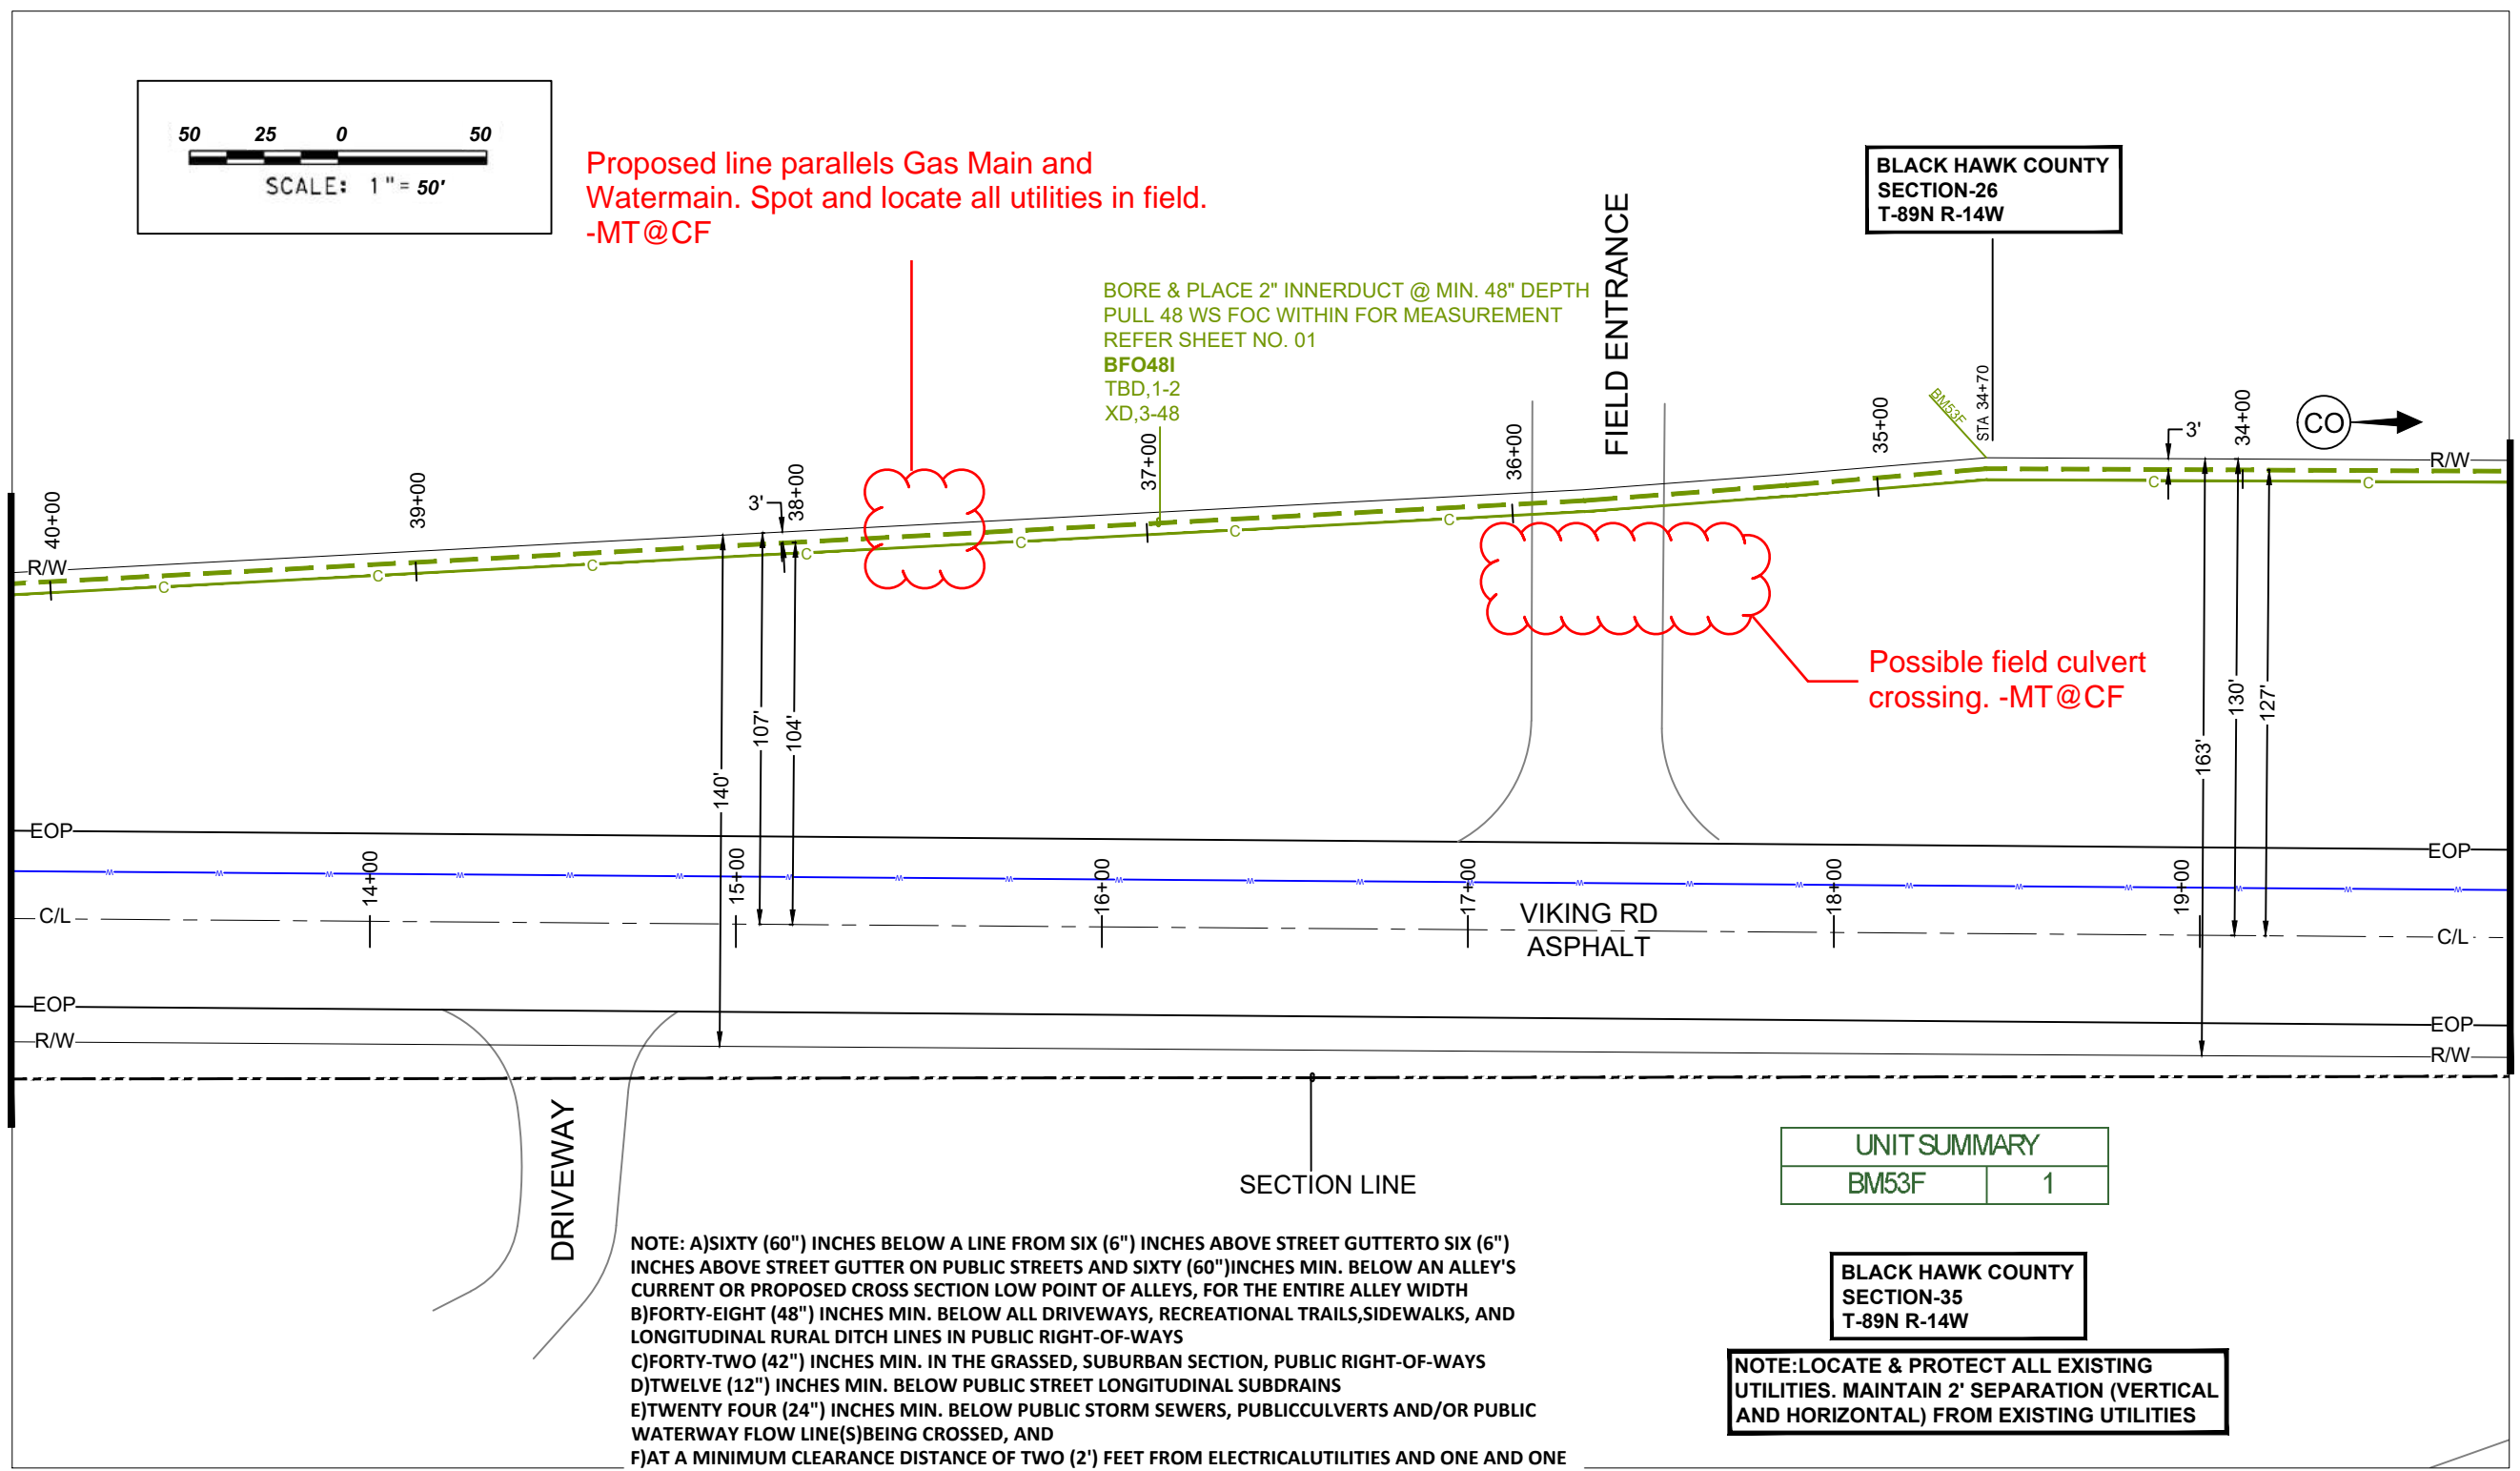 50 25 0 50
SCALE: 1"= 50'
Proposed line parallels Gas Main and
Watermain. Spot and locate all utilities in field.
-MT@CF
BLACK HAWK COUNTY
SECTION-26
T-89N R-14W
BORE & PLACE 2" INNERDUCT @ MIN. 48" DEPTH
PULL 48 WS FOC WITHIN FOR MEASUREMENT
REFER SHEET NO. 01
BFO48I
TBD,1-2
XD,3-48
FIELD ENTRANCE
BM53F
STA 34+70
CO
40+00
39+00
3'
38+00
37+00
36+00
35+00
3'
34+00
R/W
R/W
C
C
C
C
C
C
C
C
C
Possible field culvert
crossing. -MT@CF
140'
107'
104'
163'
130'
127'
EOP
EOP
W W W W W W W W W W W W W W W W W W W W W
14+00
15+00
16+00
17+00
18+00
19+00
C/L
C/L
VIKING RD
ASPHALT
EOP
EOP
R/W
R/W
DRIVEWAY
SECTION LINE
UNIT SUMMARY
BM53F 1
NOTE: A)SIXTY (60") INCHES BELOW A LINE FROM SIX (6") INCHES ABOVE STREET GUTTERTO SIX (6")
INCHES ABOVE STREET GUTTER ON PUBLIC STREETS AND SIXTY (60")INCHES MIN. BELOW AN ALLEY'S
CURRENT OR PROPOSED CROSS SECTION LOW POINT OF ALLEYS, FOR THE ENTIRE ALLEY WIDTH
B)FORTY-EIGHT (48") INCHES MIN. BELOW ALL DRIVEWAYS, RECREATIONAL TRAILS,SIDEWALKS, AND
LONGITUDINAL RURAL DITCH LINES IN PUBLIC RIGHT-OF-WAYS
C)FORTY-TWO (42") INCHES MIN. IN THE GRASSED, SUBURBAN SECTION, PUBLIC RIGHT-OF-WAYS
D)TWELVE (12") INCHES MIN. BELOW PUBLIC STREET LONGITUDINAL SUBDRAINS
E)TWENTY FOUR (24") INCHES MIN. BELOW PUBLIC STORM SEWERS, PUBLICCULVERTS AND/OR PUBLIC
WATERWAY FLOW LINE(S)BEING CROSSED, AND
F)AT A MINIMUM CLEARANCE DISTANCE OF TWO (2') FEET FROM ELECTRICALUTILITIES AND ONE AND ONE
BLACK HAWK COUNTY
SECTION-35
T-89N R-14W
NOTE:LOCATE & PROTECT ALL EXISTING
UTILITIES. MAINTAIN 2' SEPARATION (VERTICAL
AND HORIZONTAL) FROM EXISTING UTILITIES